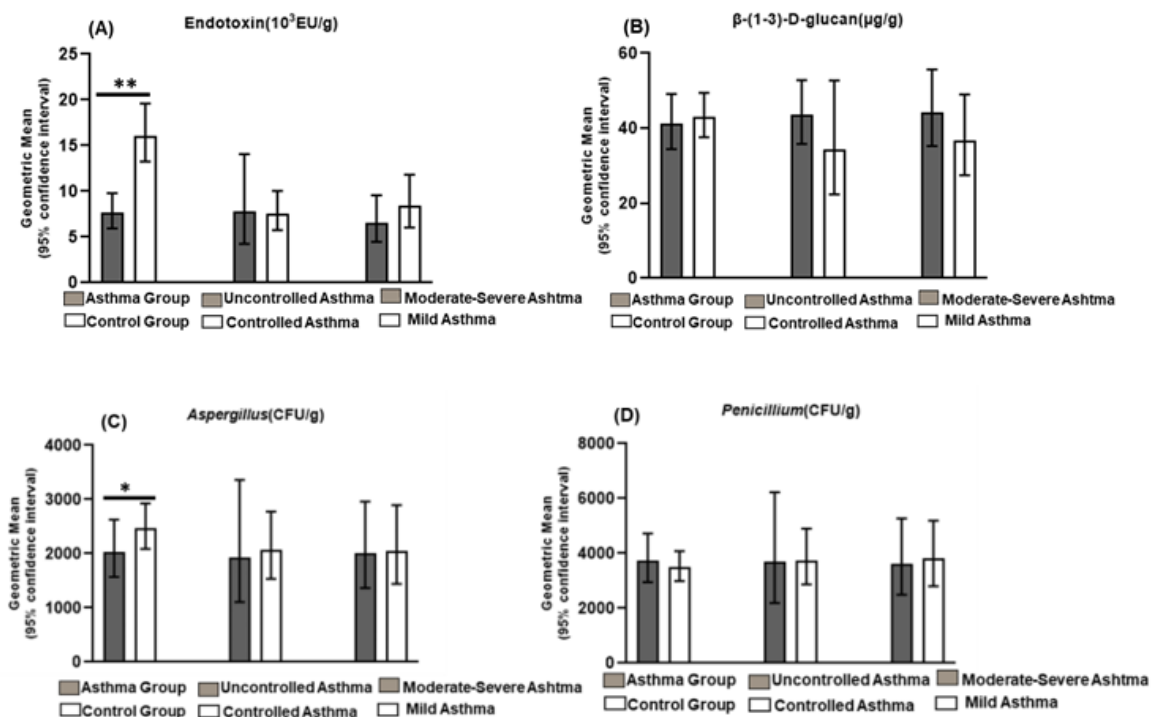 (A) Endotoxin(10³EU/g)
Geometric Mean
(95% confidence interval)
25
20
15
10
5
0
**
Asthma Group Uncontrolled Asthma Moderate-Severe Ashtma
Control Group Controlled Asthma Mild Asthma
(B) β-(1-3)-D-glucan(µg/g)
Geometric Mean
(95% confidence interval)
60
40
20
0
Asthma Group Uncontrolled Asthma Moderate-Severe Ashtma
Control Group Controlled Asthma Mild Asthma
(C) Aspergillus(CFU/g)
Geometric Mean
(95% confidence interval)
4000
3000
2000
1000
0
*
Asthma Group Uncontrolled Asthma Moderate-Severe Ashtma
Control Group Controlled Asthma Mild Asthma
(D) Penicillium(CFU/g)
Geometric Mean
(95% confidence interval)
8000
6000
4000
2000
0
Asthma Group Uncontrolled Asthma Moderate-Severe Ashtma
Control Group Controlled Asthma Mild Asthma